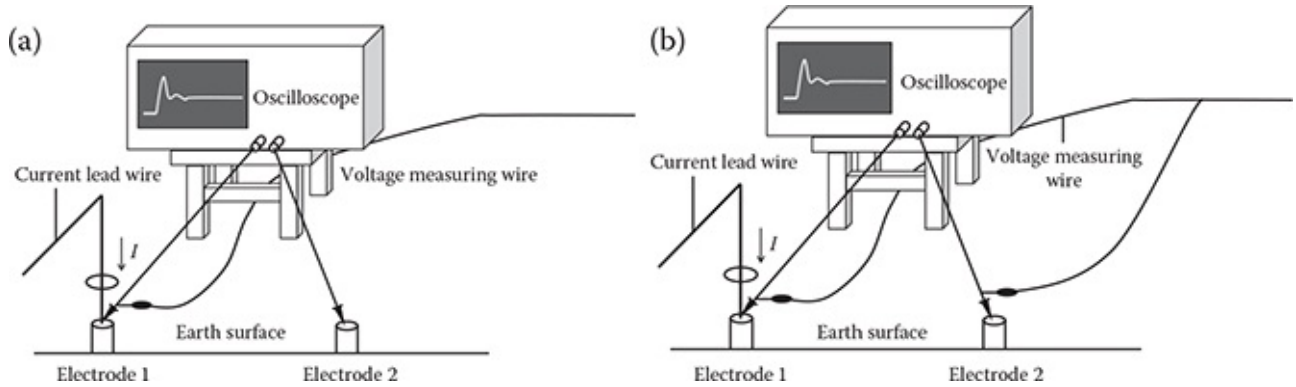 (a)
Oscilloscope
Current lead wire
Voltage measuring wire
I
Earth surface
Electrode 1
Electrode 2
(b)
Oscilloscope
Current lead wire
Voltage measuring
wire
I
Earth surface
Electrode 1
Electrode 2